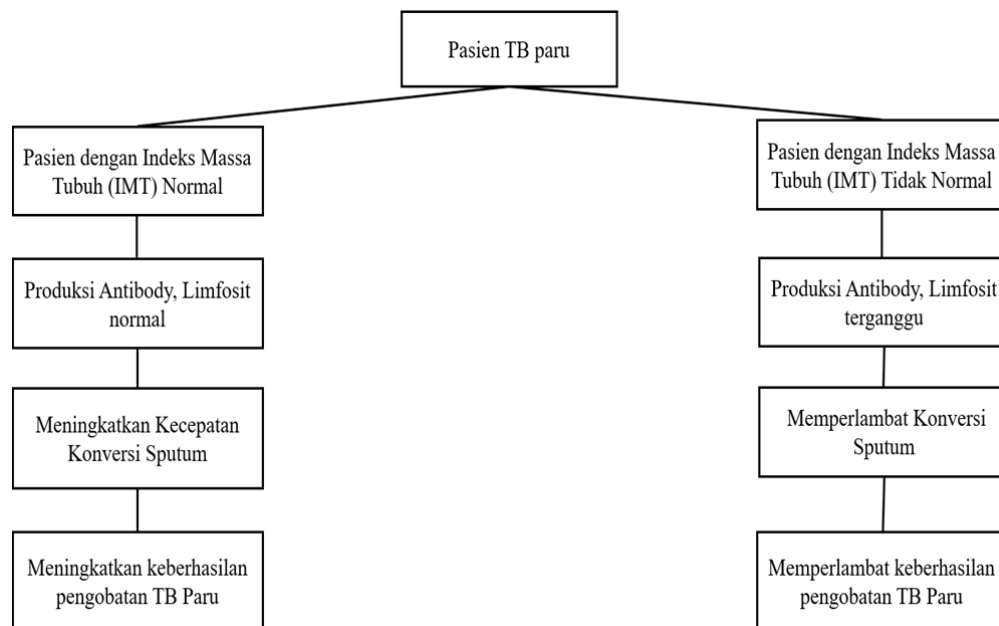 Pasien TB paru
Pasien dengan Indeks Massa
Tubuh (IMT) Normal
Pasien dengan Indeks Massa
Tubuh (IMT) Tidak Normal
Produksi Antibody, Limfosit
normal
Produksi Antibody, Limfosit
terganggu
Meningkatkan Kecepatan
Konversi Sputum
Memperlambat Konversi
Sputum
Meningkatkan keberhasilan
pengobatan TB Paru
Memperlambat keberhasilan
pengobatan TB Paru